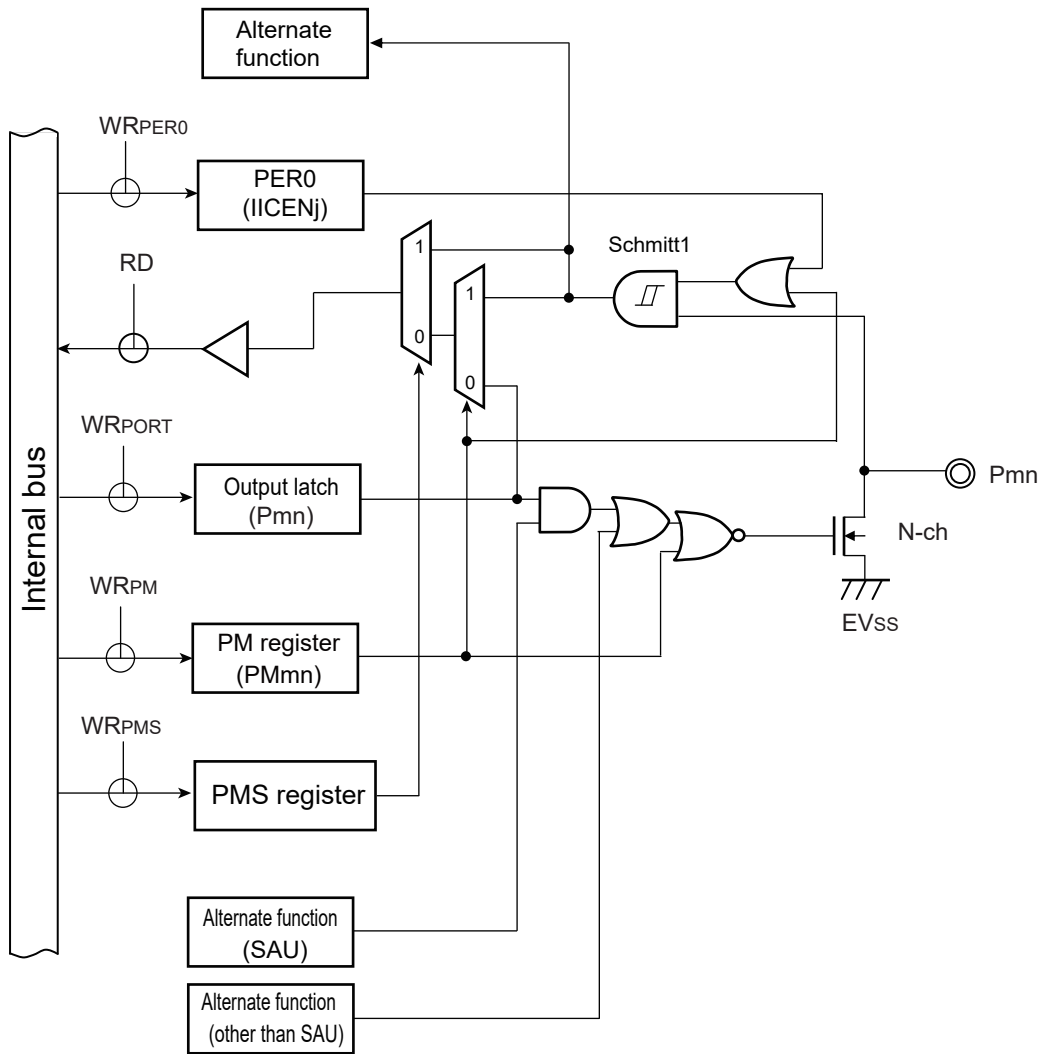 Alternate
function
WRPER0
PER0
(IICENj)
1
Schmitt1
RD
1
0
0
WRPORT
Output latch
(Pmn)
Pmn
N-ch
EVSS
Internal bus
WRPM
PM register
(PMmn)
WRPMS
PMS register
Alternate function
(SAU)
Alternate function
(other than SAU)